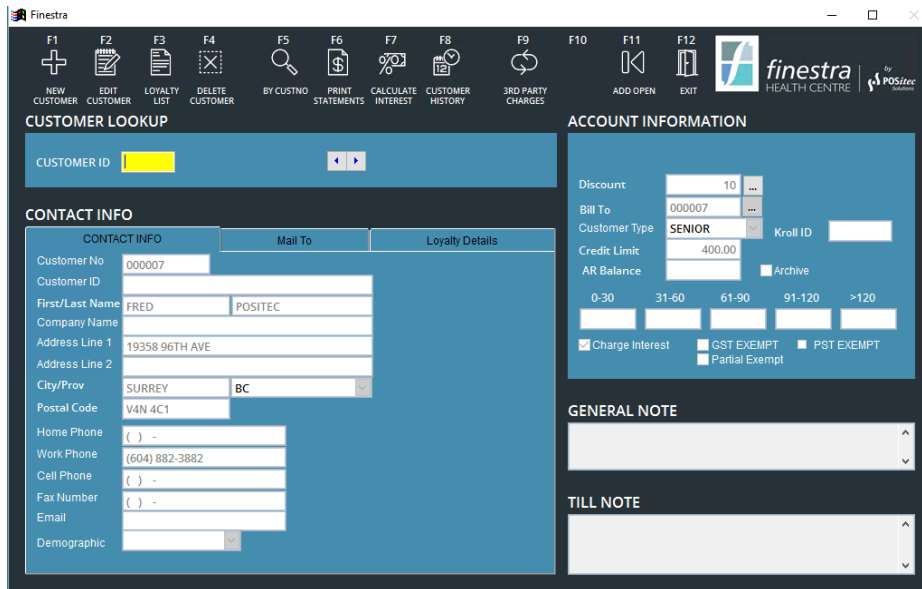 Finestra
F1 F2 F3 F4 F5 F6 F7 F8 F9 F10 F11 F12
12
NEW CUSTOMER
EDIT CUSTOMER
LOYALTY LIST
DELETE CUSTOMER
BY CUSTNO
PRINT STATEMENTS
CALCULATE INTEREST
CUSTOMER HISTORY
3RD PARTY CHARGES
ADD OPEN
EXIT
finestra
HEALTH CENTRE
by
POSitec
Solutions
CUSTOMER LOOKUP
CUSTOMER ID
CONTACT INFO
CONTACT INFO Mail To Loyalty Details
Customer No 000007
Customer ID
First/Last Name FRED POSITEC
Company Name
Address Line 1 19358 96TH AVE
Address Line 2
City/Prov SURREY BC
Postal Code V4N 4C1
Home Phone ( ) -
Work Phone (604) 882-3882
Cell Phone ( ) -
Fax Number ( ) -
Email
Demographic
ACCOUNT INFORMATION
Discount 10 ...
Bill To 000007 ...
Customer Type SENIOR Kroll ID
Credit Limit 400.00
AR Balance Archive
0-30 31-60 61-90 91-120 >120
Charge Interest GST EXEMPT PST EXEMPT
Partial Exempt
GENERAL NOTE
TILL NOTE